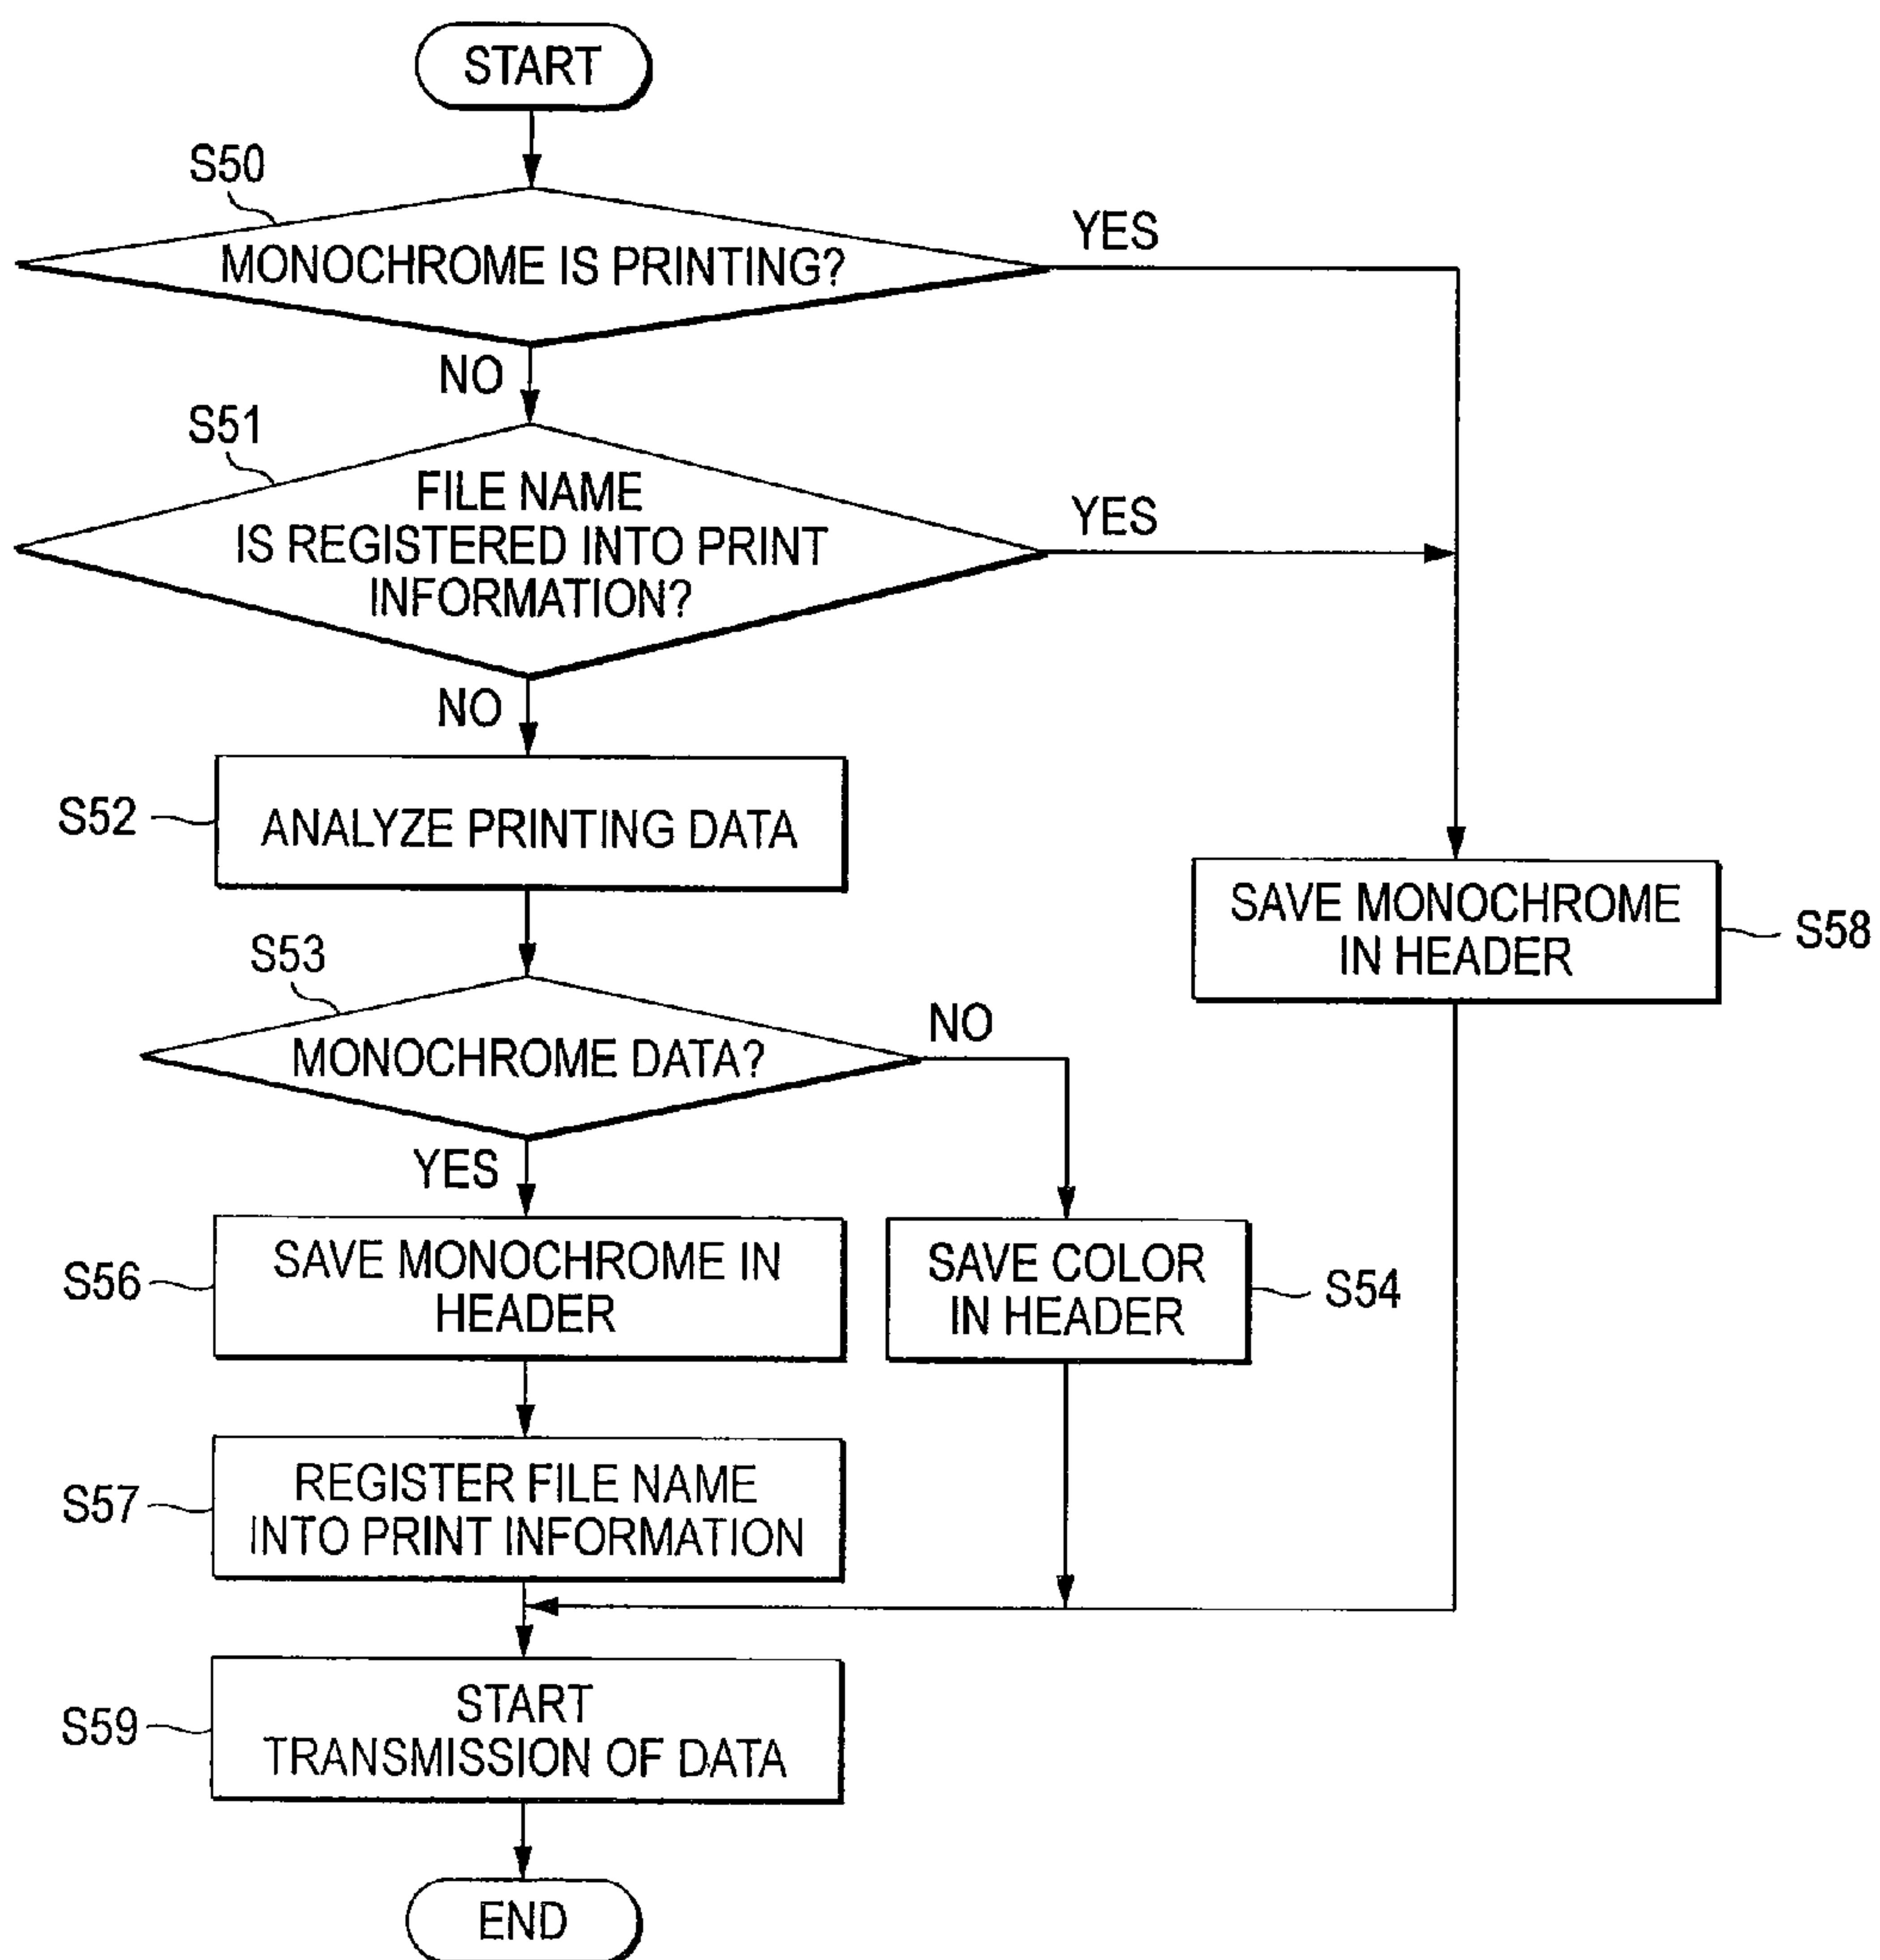 START
S50
MONOCHROME IS PRINTING?
YES
NO
S51
FILE NAME
IS REGISTERED INTO PRINT
INFORMATION?
YES
NO
S52
ANALYZE PRINTING DATA
SAVE MONOCHROME
IN HEADER
S58
S53
MONOCHROME DATA?
NO
YES
S56
SAVE MONOCHROME IN
HEADER
SAVE COLOR
IN HEADER
S54
S57
REGISTER FILE NAME
INTO PRINT INFORMATION
S59
START
TRANSMISSION OF DATA
END